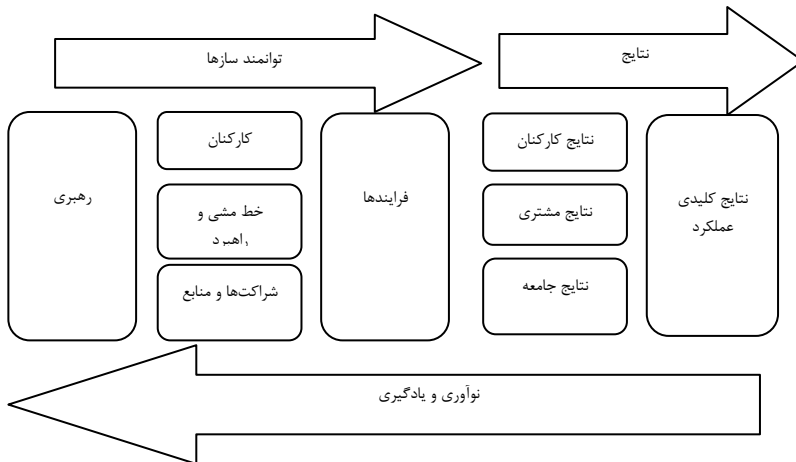 توانمند سازها
نتایج
رهبری
کارکنان
خط مشی و
راهبرد
شراکت‌ها و منابع
فرایندها
نتایج کارکنان
نتایج مشتری
نتایج جامعه
نتایج کلیدی
عملکرد
نوآوری و یادگیری